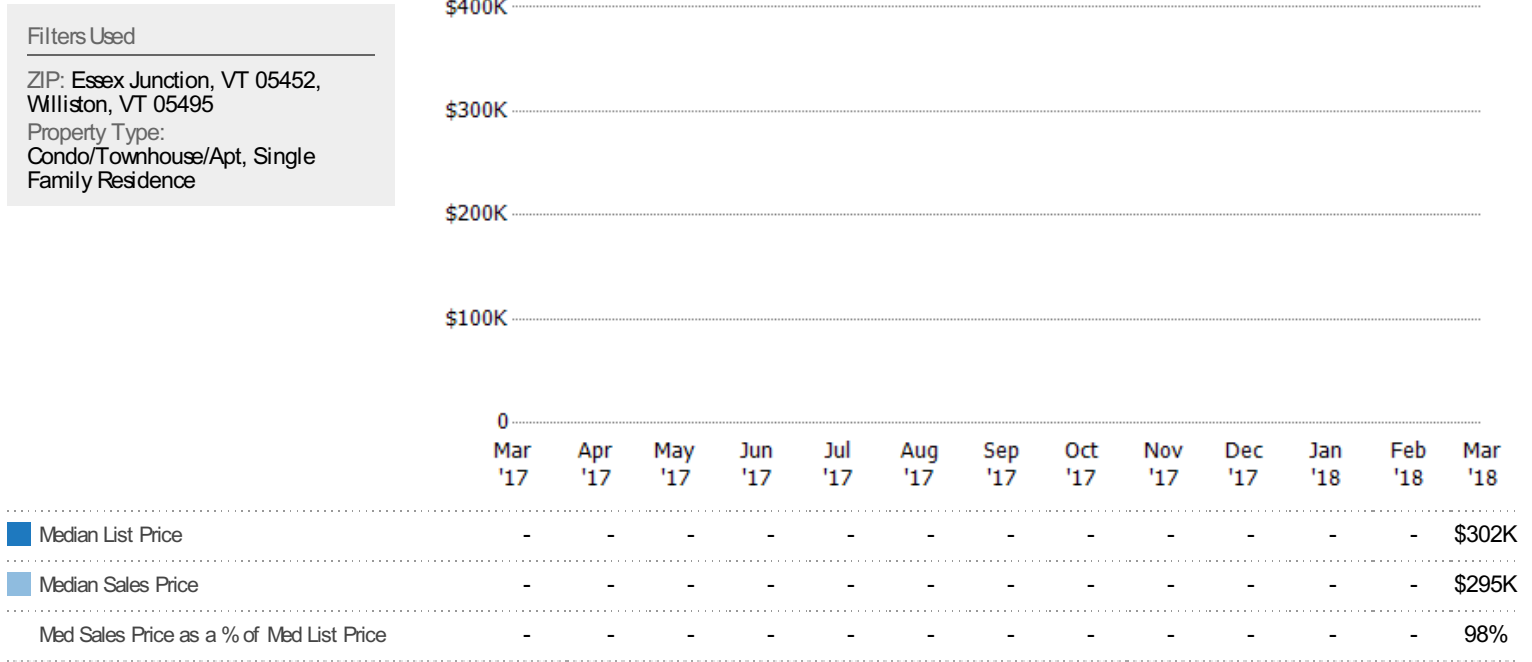 Filters Used
ZIP: Essex Junction, VT 05452,
Williston, VT 05495
Property Type:
Condo/Townhouse/Apt, Single
Family Residence
$400K
$300K
$200K
$100K
0
Mar Apr May Jun Jul Aug Sep Oct Nov Dec Jan Feb Mar
'17 '17 '17 '17 '17 '17 '17 '17 '17 '17 '18 '18 '18
Median List Price - - - - - - - - - - - - $302K
Median Sales Price - - - - - - - - - - - - $295K
Med Sales Price as a % of Med List Price - - - - - - - - - - - - 98%